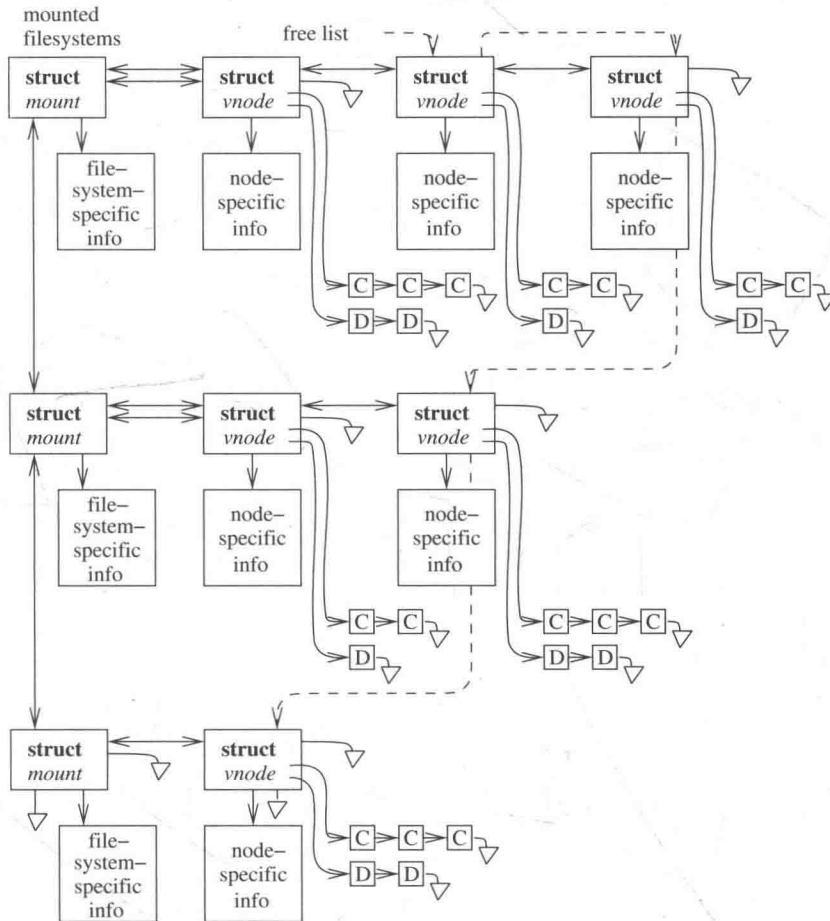 mounted
filesystems
free list
struct
mount
struct
vnode
struct
vnode
struct
vnode
file–
system–
specific
info
node–
specific
info
node–
specific
info
node–
specific
info
C C C
C C
C C
D D
D
D
struct
mount
struct
vnode
struct
vnode
file–
system–
specific
info
node–
specific
info
node–
specific
info
C C
C C C
D
D D
struct
mount
struct
vnode
file–
system–
specific
info
node–
specific
info
C C C
D D